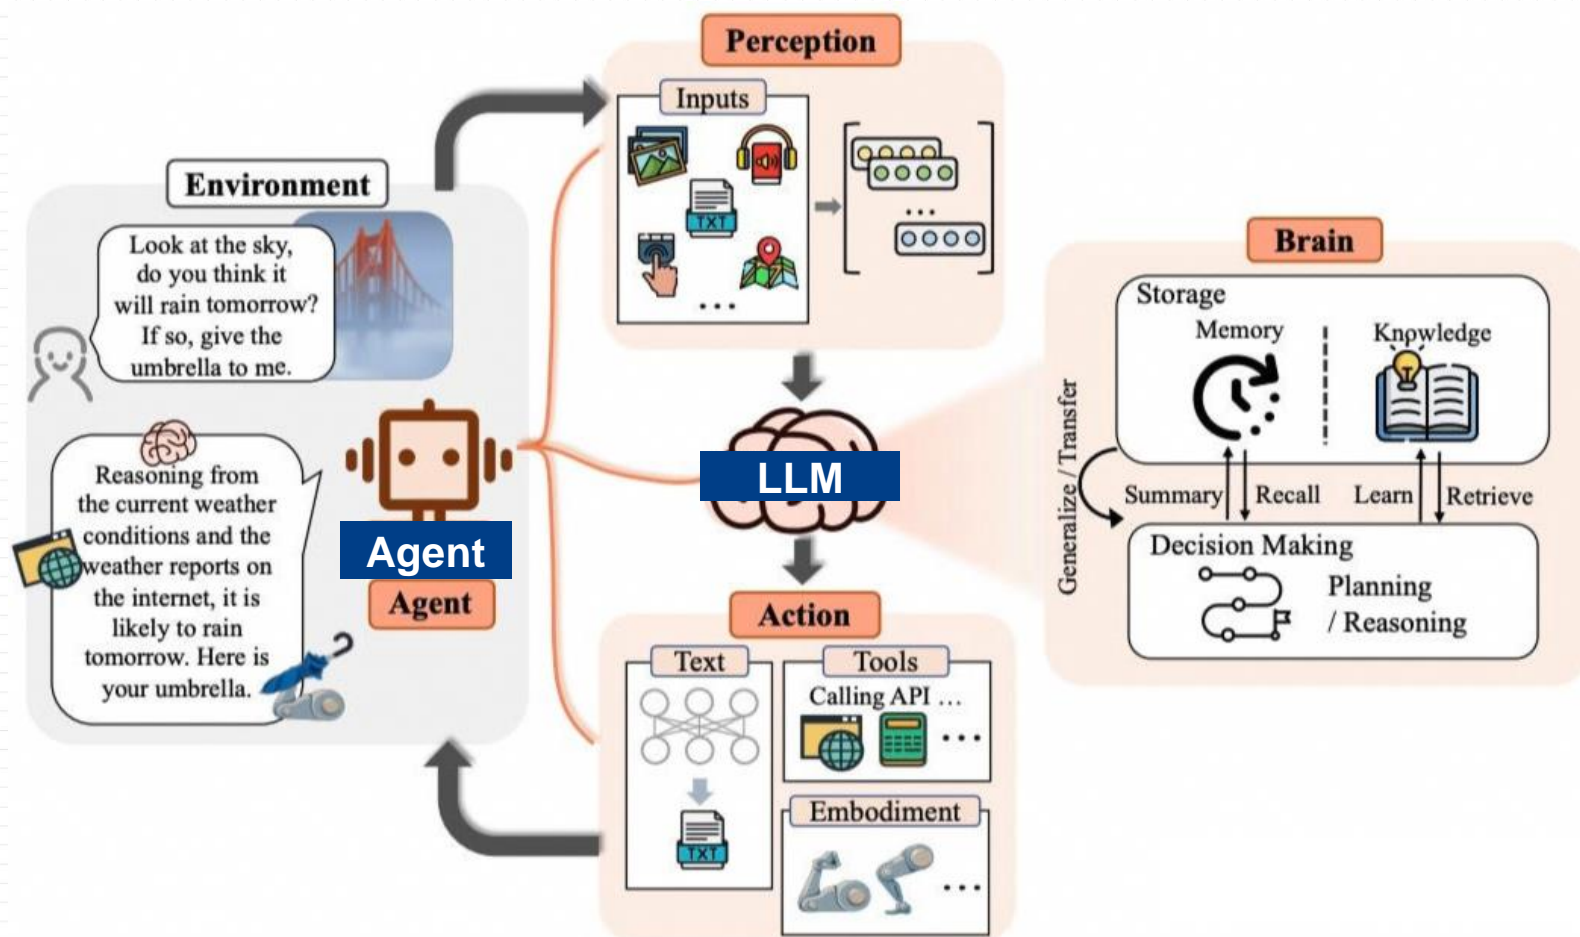 Perception
Inputs
TXT
...
...
Environment
Look at the sky,
do you think it
will rain tomorrow?
If so, give the
umbrella to me.
Reasoning from
the current weather
conditions and the
weather reports on
the internet, it is
likely to rain
tomorrow. Here is
your umbrella.
Agent
Agent
LLM
Brain
Storage
Memory
Knowledge
Generalize / Transfer
Summary
Recall
Learn
Retrieve
Decision Making
Planning
/ Reasoning
Action
Text
TXT
Tools
Calling API ...
...
Embodiment
...